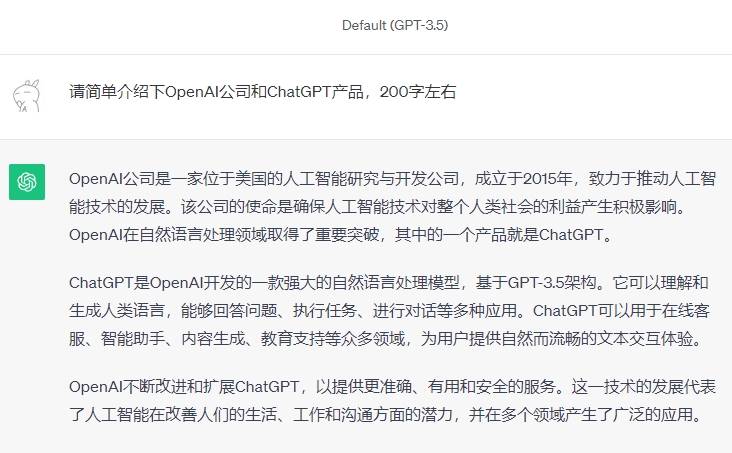 Default (GPT-3.5)
请简单介绍下OpenAI公司和ChatGPT产品，200字左右
OpenAI公司是一家位于美国的人工智能研究与开发公司，成立于2015年，致力于推动人工智
能技术的发展。该公司的使命是确保人工智能技术对整个人类社会的利益产生积极影响。
OpenAI在自然语言处理领域取得了重要突破，其中的一个产品就是ChatGPT。
ChatGPT是OpenAI开发的一款强大的自然语言处理模型，基于GPT-3.5架构。它可以理解和
生成人类语言，能够回答问题、执行任务、进行对话等多种应用。ChatGPT可以用于在线客
服、智能助手、内容生成、教育支持等众多领域，为用户提供自然而流畅的文本交互体验。
OpenAI不断改进和扩展ChatGPT，以提供更准确、有用和安全的服务。这一技术的发展代表
了人工智能在改善人们的生活、工作和沟通方面的潜力，并在多个领域产生了广泛的应用。